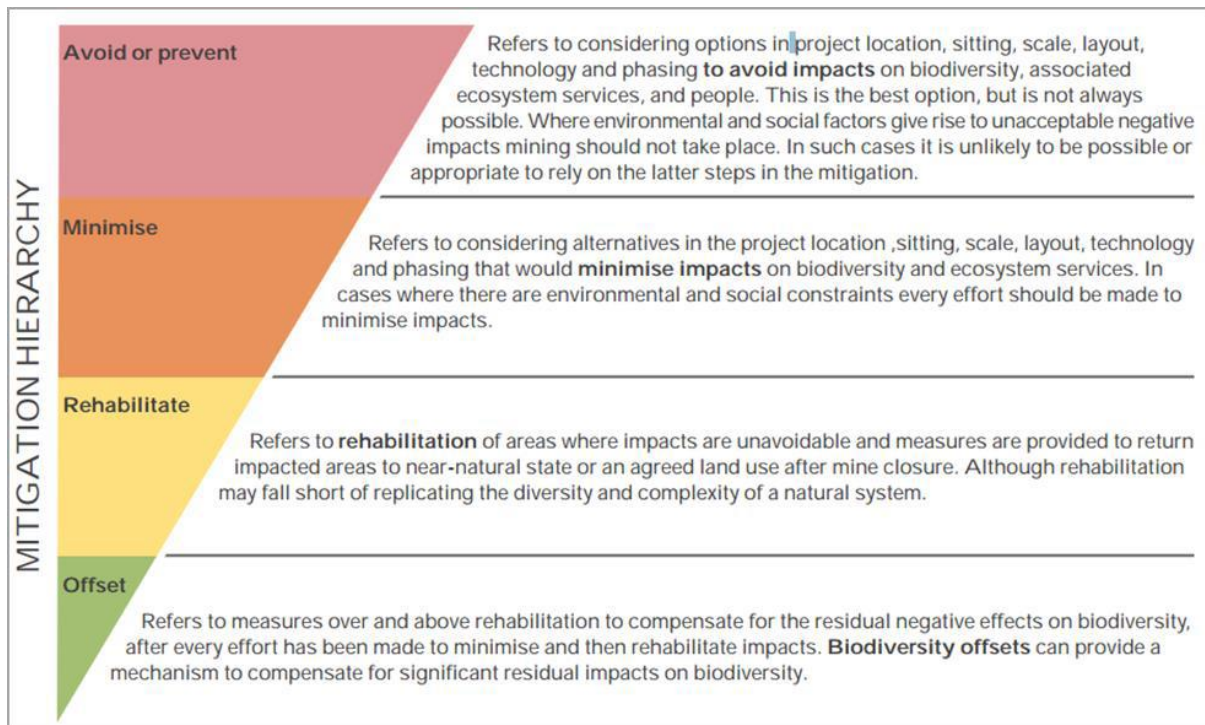 MITIGATION HIERARCHY
Avoid or prevent
Refers to considering options in project location, sitting, scale, layout,
technology and phasing to avoid impacts on biodiversity, associated
ecosystem services, and people. This is the best option, but is not always
possible. Where environmental and social factors give rise to unacceptable negative
impacts mining should not take place. In such cases it is unlikely to be possible or
appropriate to rely on the latter steps in the mitigation.
Minimise
Refers to considering alternatives in the project location ,sitting, scale, layout, technology
and phasing that would minimise impacts on biodiversity and ecosystem services. In
cases where there are environmental and social constraints every effort should be made to
minimise impacts.
Rehabilitate
Refers to rehabilitation of areas where impacts are unavoidable and measures are provided to return
impacted areas to near-natural state or an agreed land use after mine closure. Although rehabilitation
may fall short of replicating the diversity and complexity of a natural system.
Offset
Refers to measures over and above rehabilitation to compensate for the residual negative effects on biodiversity,
after every effort has been made to minimise and then rehabilitate impacts. Biodiversity offsets can provide a
mechanism to compensate for significant residual impacts on biodiversity.